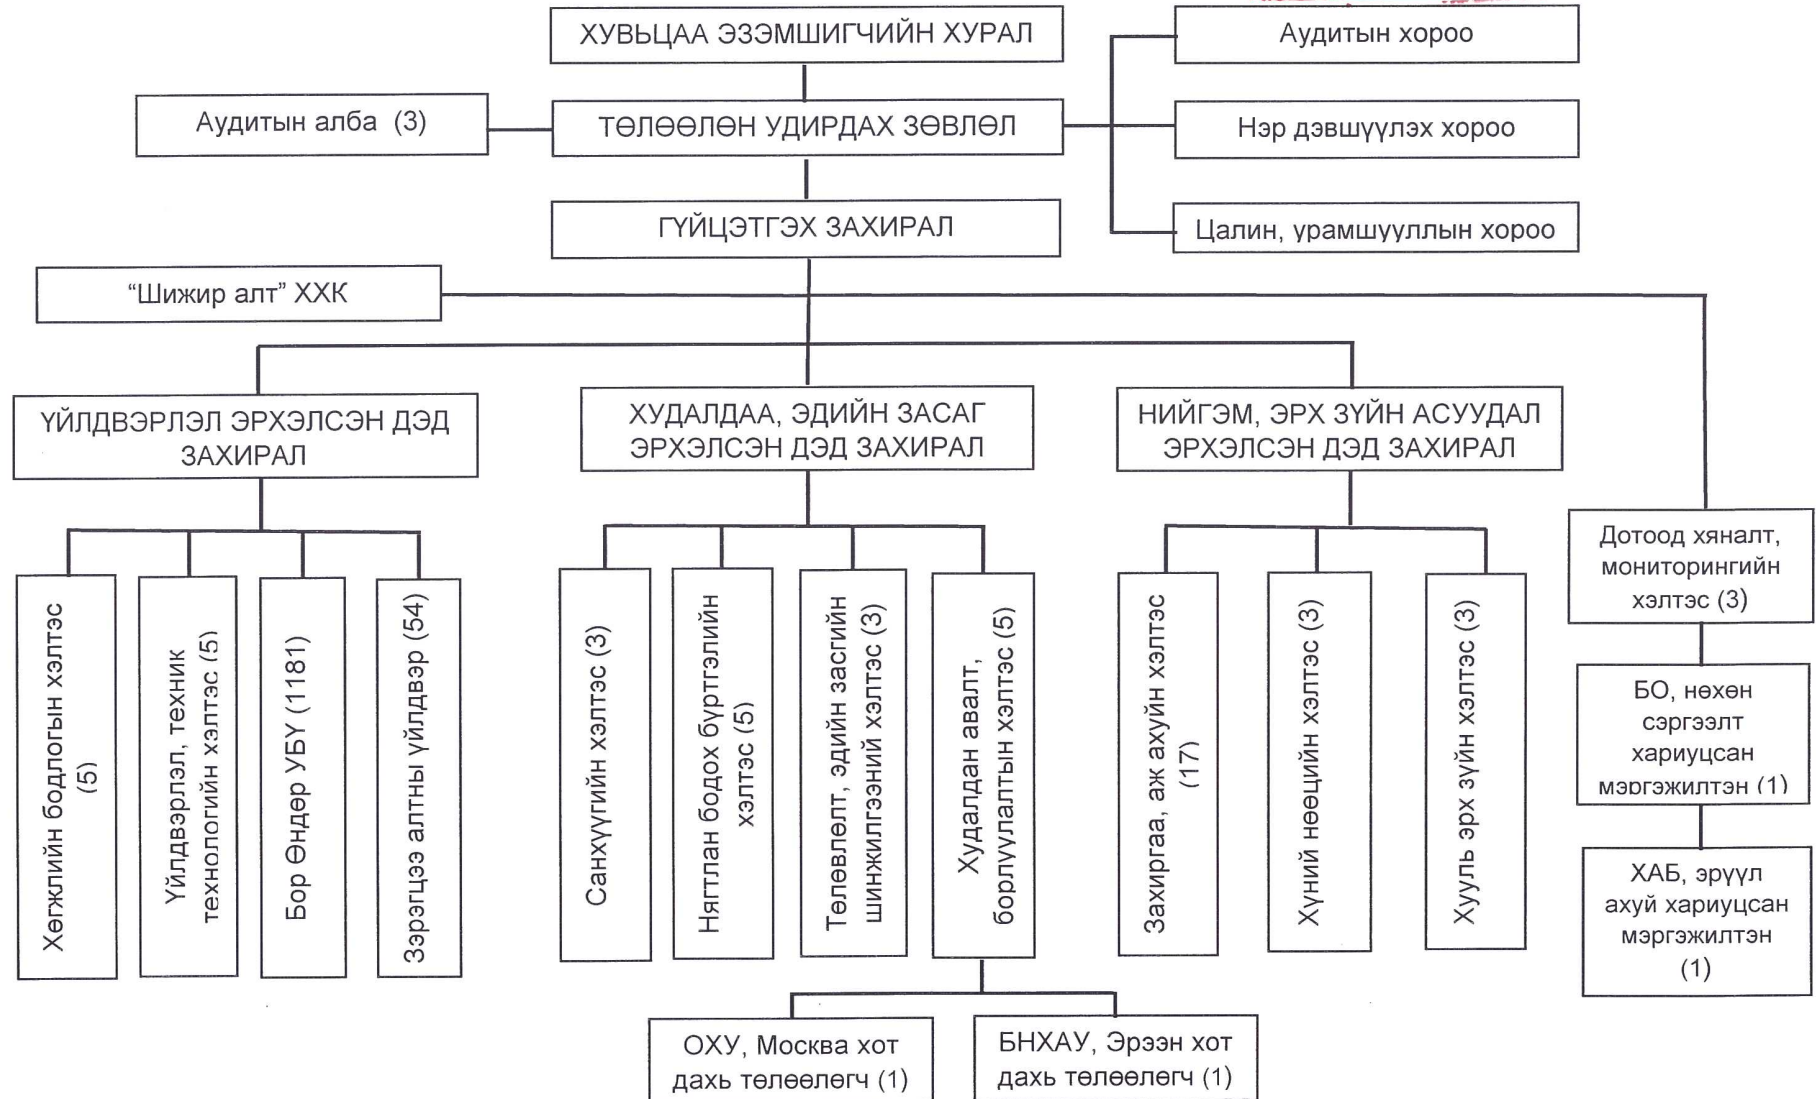 ХУВЬЦАА ЭЗЭМШИГЧИЙН ХУРАЛ
Аудитын хороо
Аудитын алба (3)
ТӨЛӨӨЛӨН УДИРДАХ ЗӨВЛӨЛ
Нэр дэвшүүлэх хороо
ГҮЙЦЭТГЭХ ЗАХИРАЛ
Цалин, урамшууллын хороо
“Шижир алт” ХХК
ҮЙЛДВЭРЛЭЛ ЭРХЭЛСЭН ДЭД
ЗАХИРАЛ
ХУДАЛДАА, ЭДИЙН ЗАСАГ
ЭРХЭЛСЭН ДЭД ЗАХИРАЛ
НИЙГЭМ, ЭРХ ЗҮЙН АСУУДАЛ
ЭРХЭЛСЭН ДЭД ЗАХИРАЛ
Хөгжлийн бодлогын хэлтэс
(5)
Үйлдвэрлэл, техник
технологийн хэлтэс (5)
Бор Өндөр УБҮ (1181)
Зэрэгцээ алтны үйлдвэр (54)
Санхүүгийн хэлтэс (3)
Нягтлан бодох бүртгэлийн
хэлтэс (5)
Төлөвлөлт, эдийн засгийн
шинжилгээний хэлтэс (3)
Худалдан авалт,
борлуулалтын хэлтэс (5)
Захиргаа, аж ахуйн хэлтэс
(17)
Хүний нөөцийн хэлтэс (3)
Хууль эрх зүйн хэлтэс (3)
Дотоод хяналт,
мониторингийн
хэлтэс (3)
БО, нөхөн
сэргээлт
хариуцсан
мэргэжилтэн (1)
ХАБ, эрүүл
ахуй хариуцсан
мэргэжилтэн
(1)
ОХУ, Москва хот
дахь төлөөлөгч (1)
БНХАУ, Эрээн хот
дахь төлөөлөгч (1)